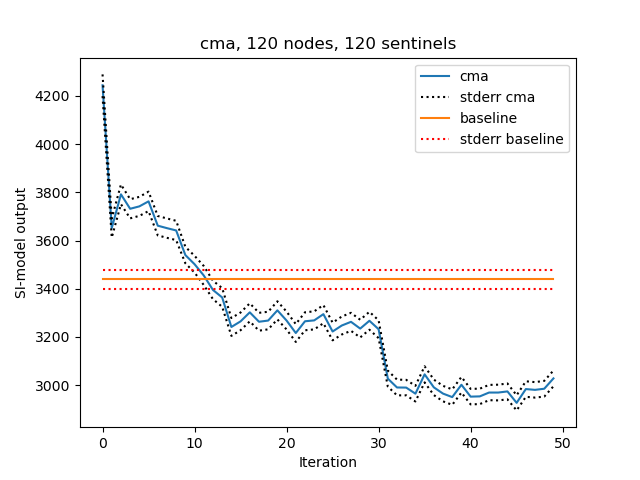 cma, 120 nodes, 120 sentinels
cma
stderr cma
baseline
stderr baseline
SI-model output
4200
4000
3800
3600
3400
3200
3000
0 10 20 30 40 50
Iteration